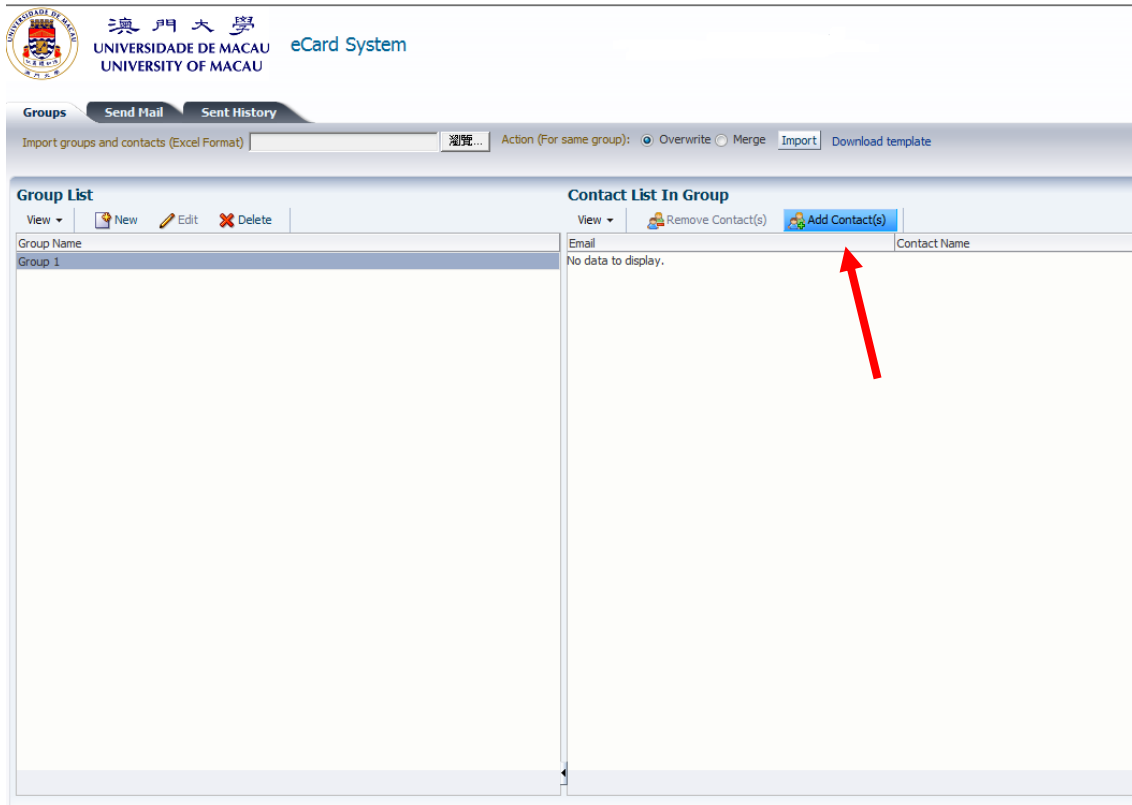 澳門大學
UNIVERSIDADE DE MACAU
UNIVERSITY OF MACAU
eCard System
Groups Send Mail Sent History
Import groups and contacts (Excel Format) 瀏覽... Action (For same group): Overwrite Merge Import Download template
Group List
View New Edit Delete
Group Name
Group 1
Contact List In Group
View Remove Contact(s) Add Contact(s)
Email Contact Name
No data to display.